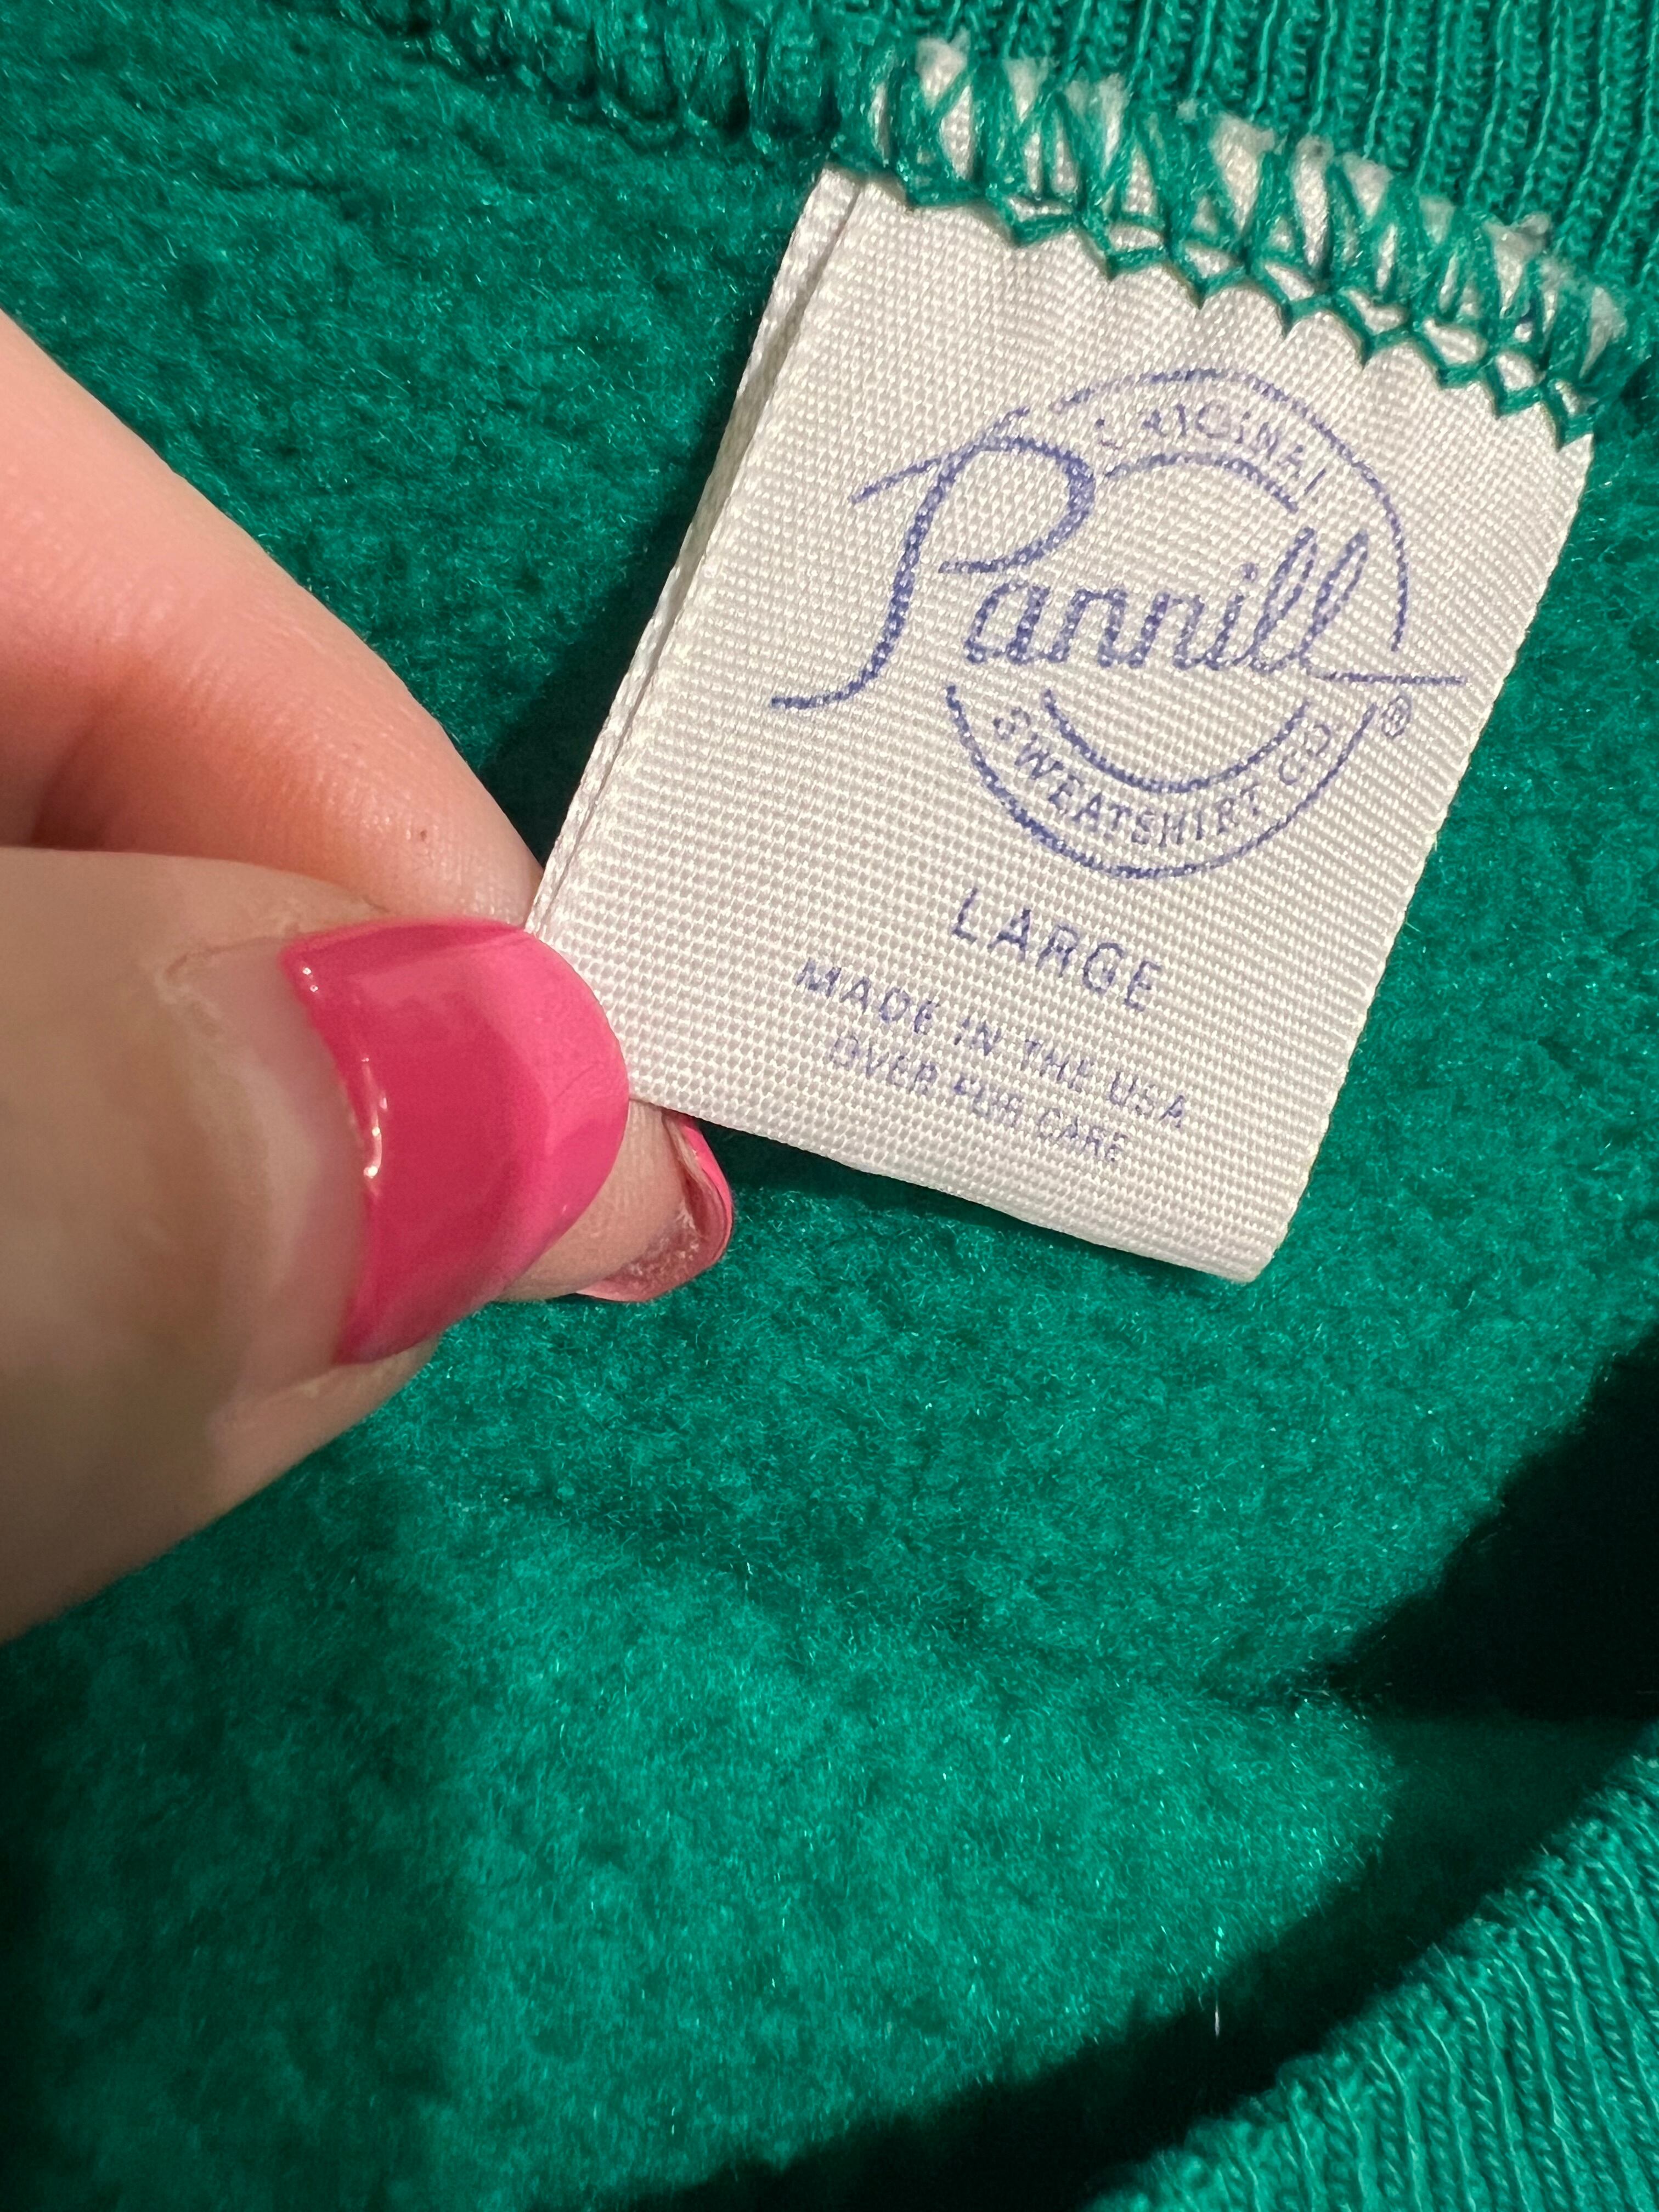 ORIGINAL
Pannill®
SWEATSHIRT CO
LARGE
MADE IN THE USA
OVER FOR CARE